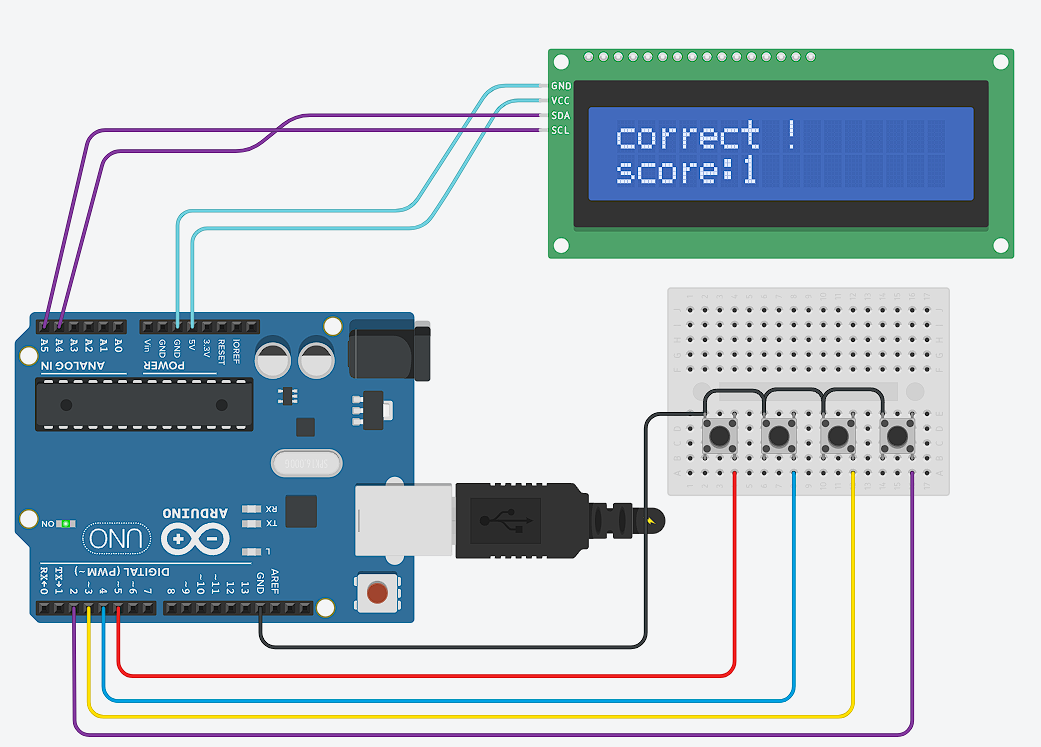 GND
VCC
SDA
SCL
correct !
score:1
A5
A4
A3
A2
A1
A0
Vin
GND
GND
5V
3.3V
RESET
IOREF
ANALOG IN
POWER
ON
UNO
ARDUINO
RX
TX
L
DIGITAL (PWM~)
RX←0
TX→1
2
~3
4
~5
~6
7
8
~9
~10
~11
12
13
GND
AREF